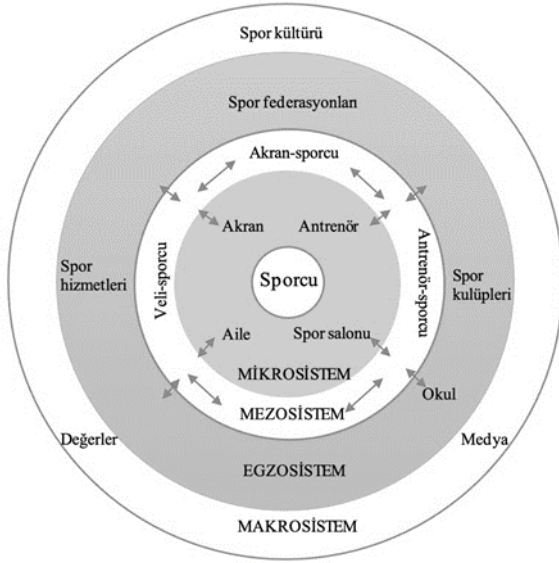 Spor kültürü
Spor federasyonları
Akran-sporcu
Akran
Antrenör
Veli-sporcu
Antrenör-sporcu
Spor
hizmetleri
Sporcu
Spor
kulüpleri
Aile
Spor salonu
MİKROSİSTEM
Okul
MEZOSİSTEM
Değerler
Medya
EGZOSİSTEM
MAKROSİSTEM